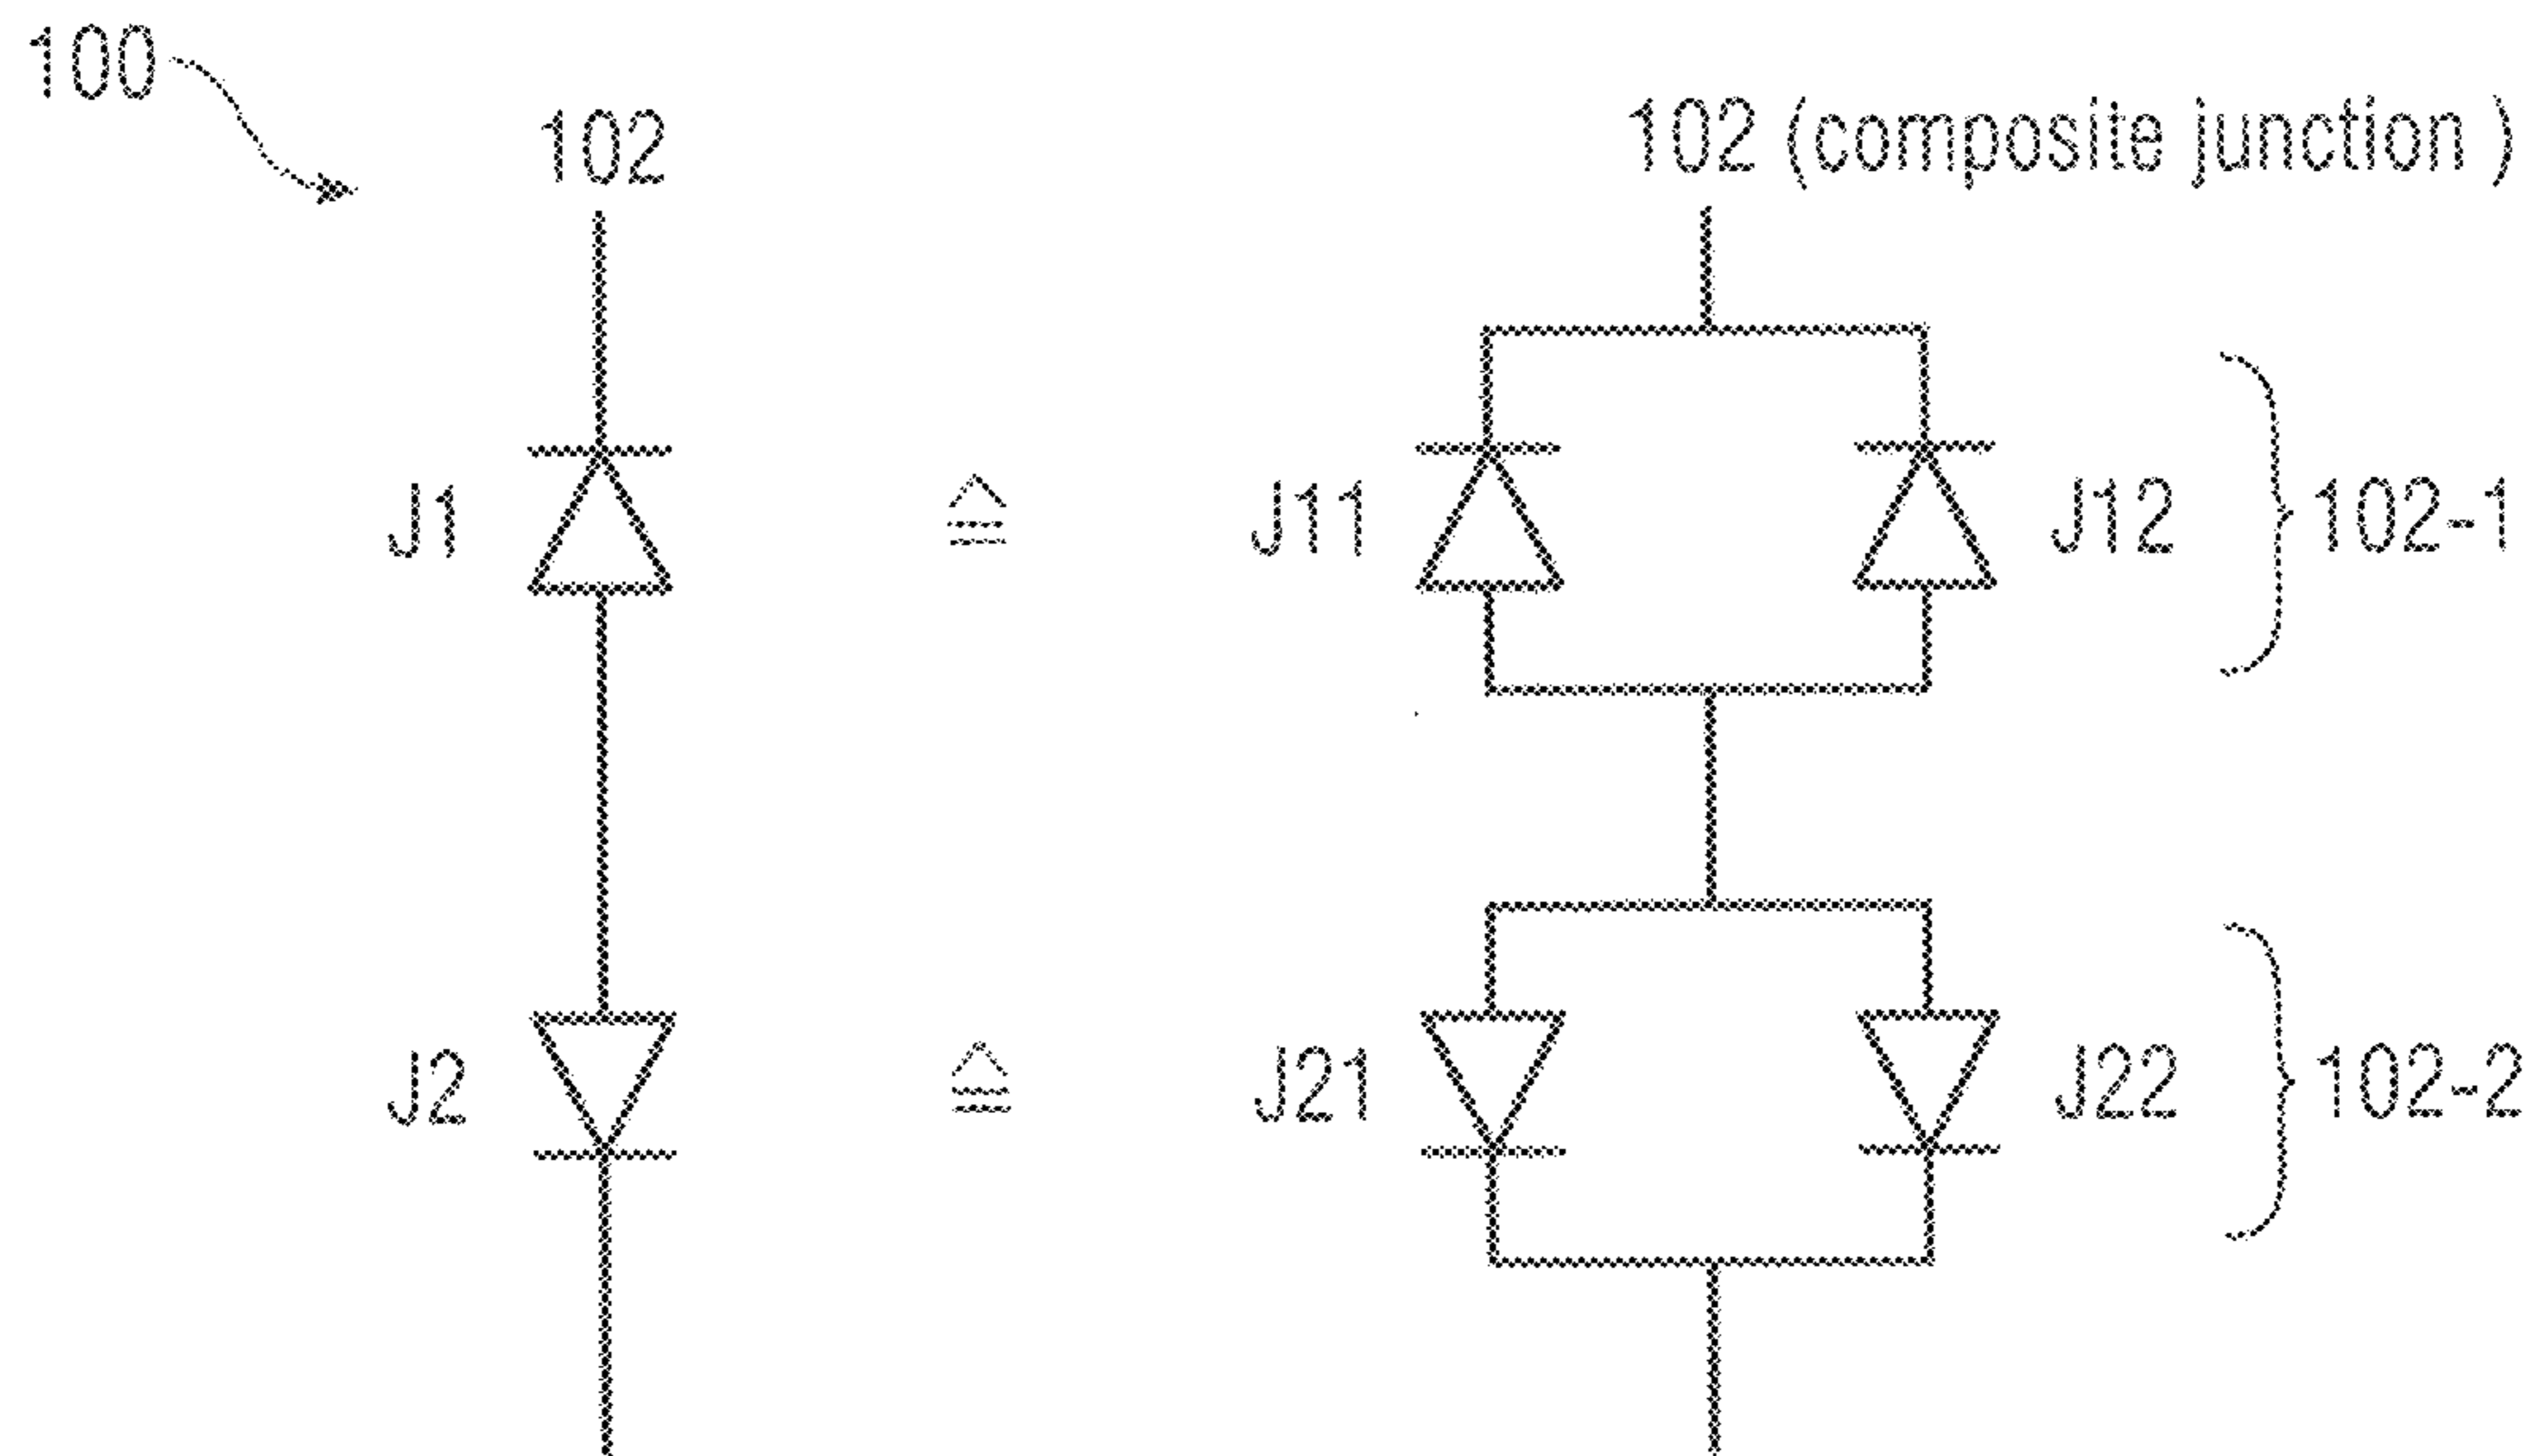 100
102
102 (composite junction )
J1
≙
J11
J12
102-1
J2
≙
J21
J22
102-2